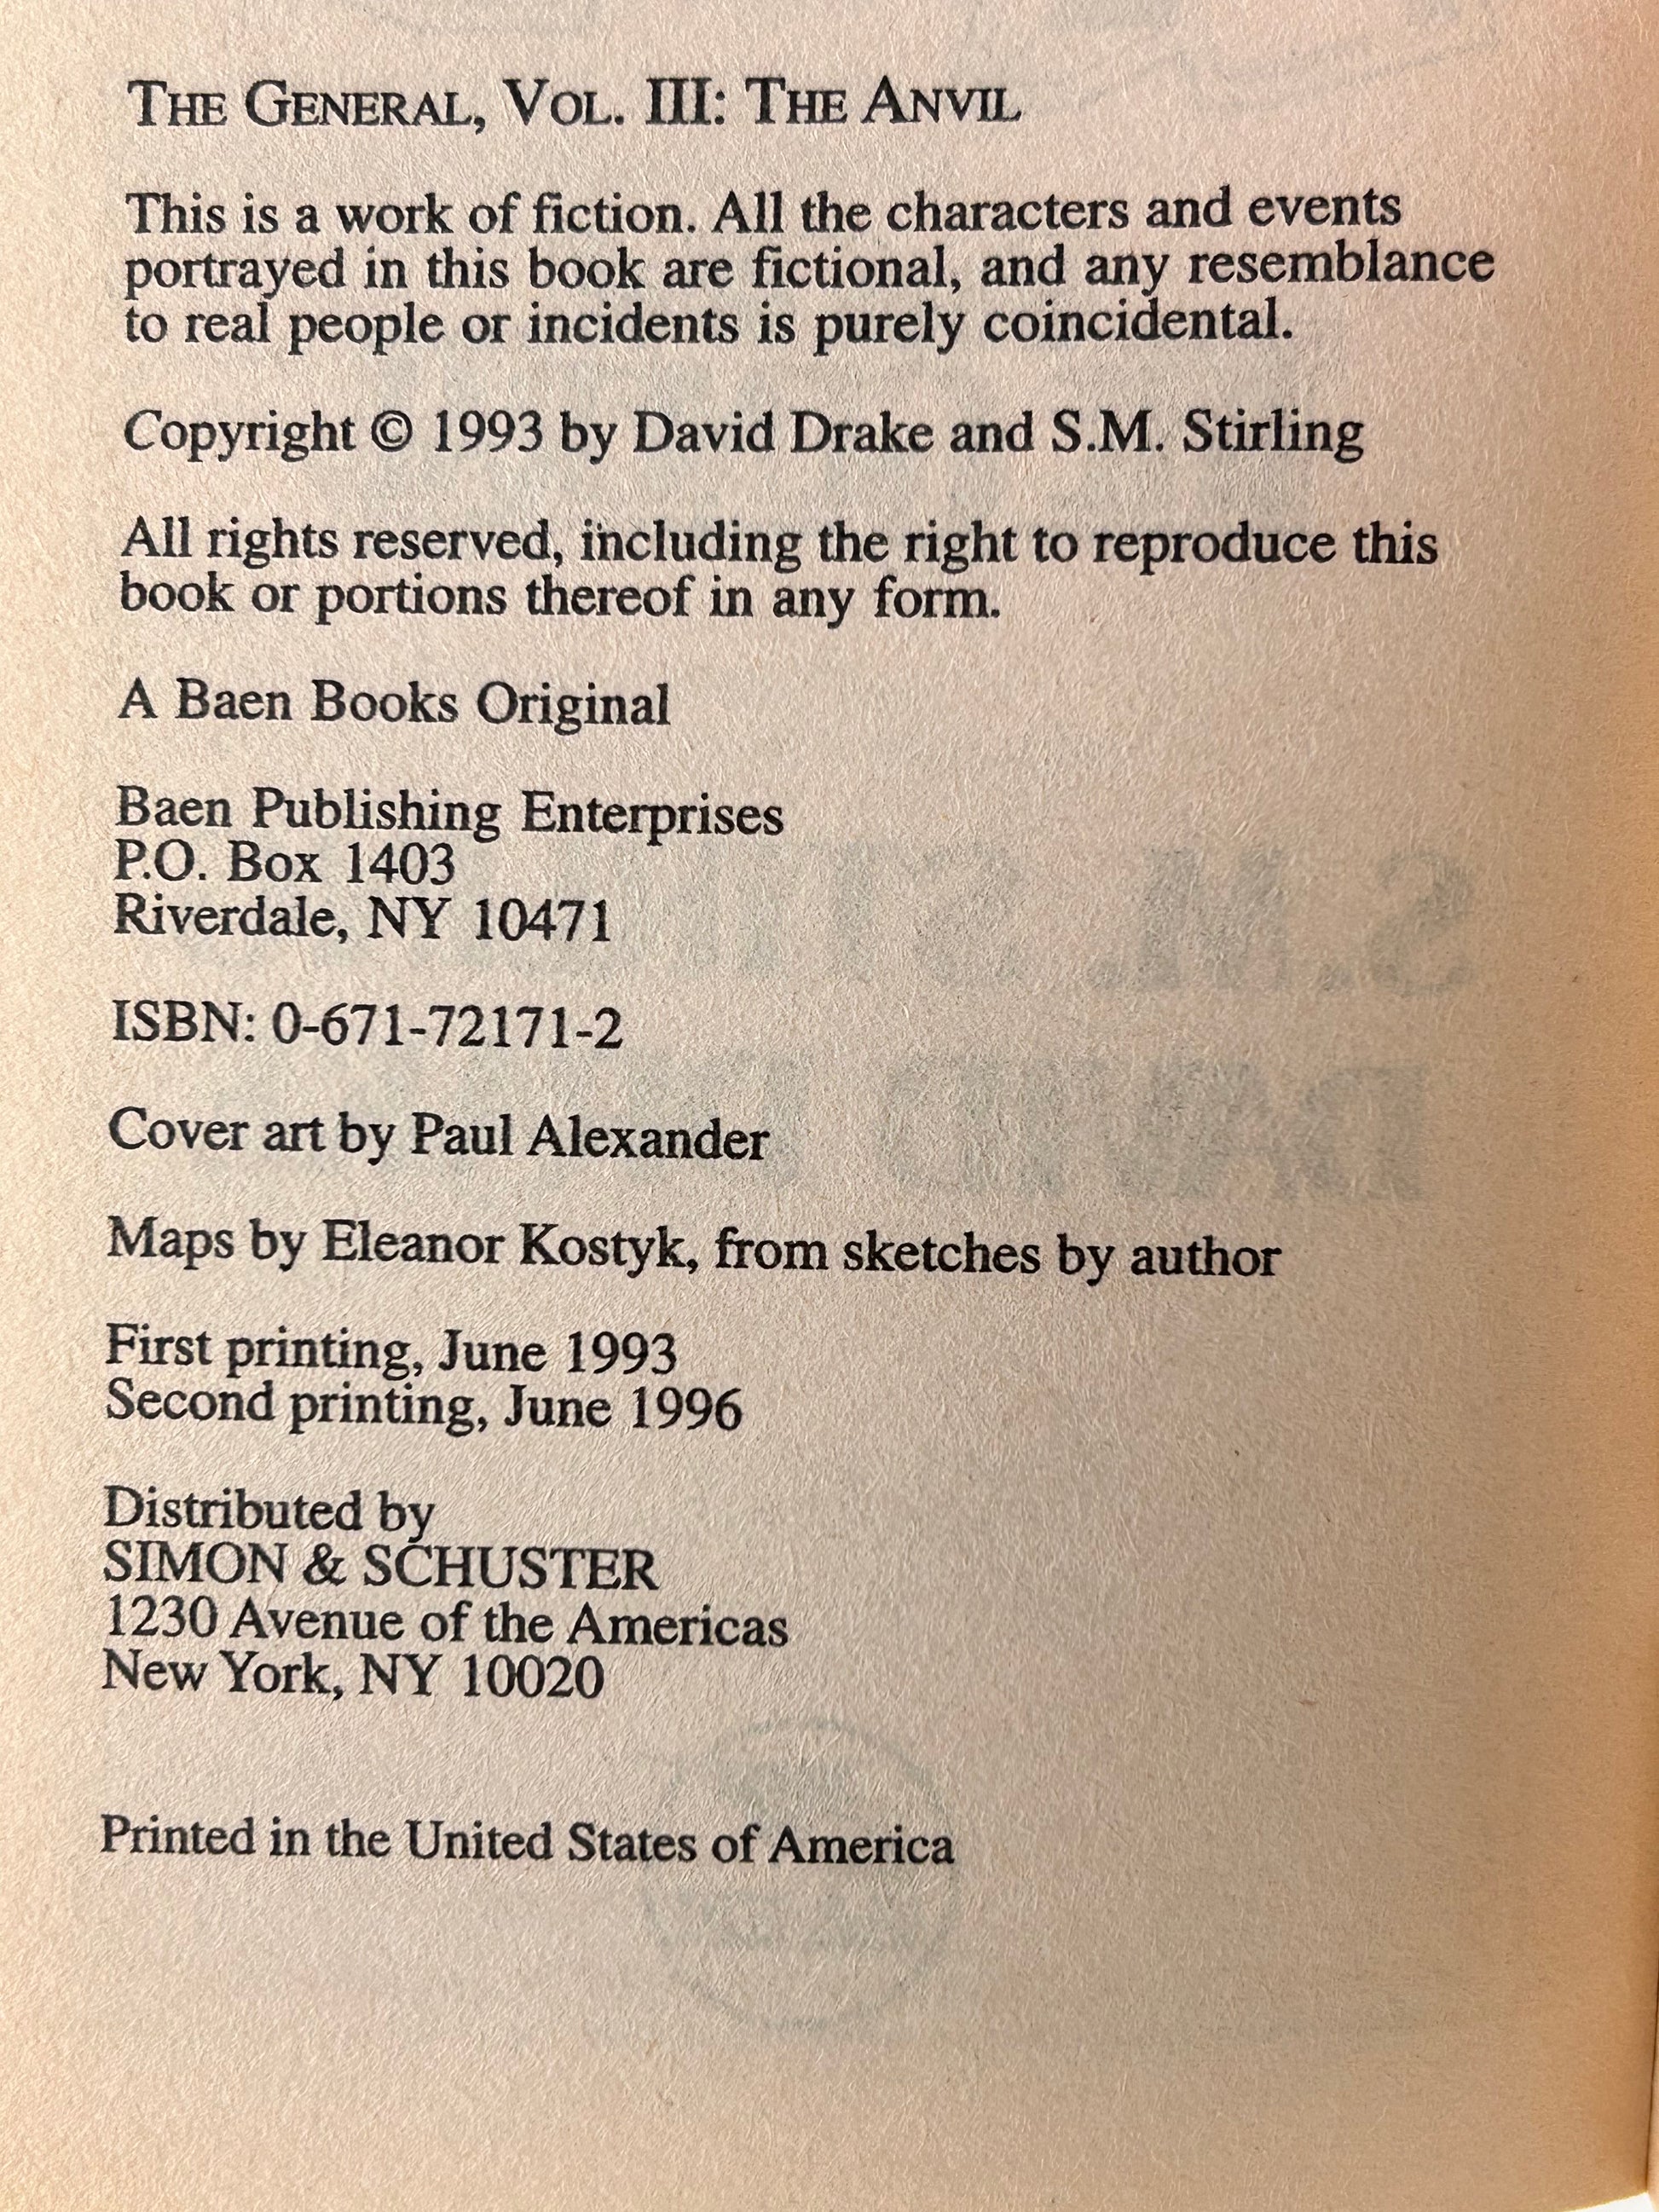 THE GENERAL, VOL. III: THE ANVIL
This is a work of fiction. All the characters and events
portrayed in this book are fictional, and any resemblance
to real people or incidents is purely coincidental.
Copyright © 1993 by David Drake and S.M. Stirling
All rights reserved, including the right to reproduce this
book or portions thereof in any form.
A Baen Books Original
Baen Publishing Enterprises
P.O. Box 1403
Riverdale, NY 10471
ISBN: 0-671-72171-2
Cover art by Paul Alexander
Maps by Eleanor Kostyk, from sketches by author
First printing, June 1993
Second printing, June 1996
Distributed by
SIMON & SCHUSTER
1230 Avenue of the Americas
New York, NY 10020
Printed in the United States of America